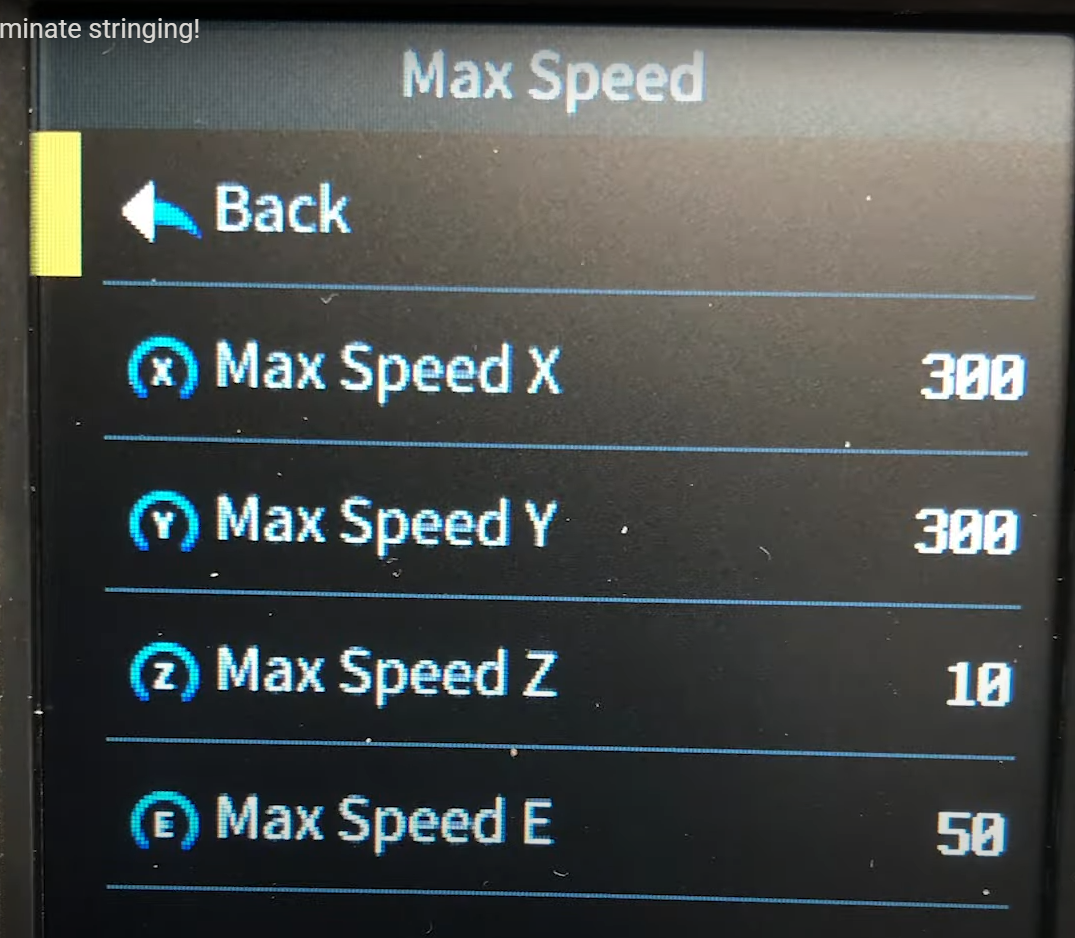 minate stringing!
Max Speed
Back
X Max Speed X 300
Y Max Speed Y 300
Z Max Speed Z 10
E Max Speed E 50